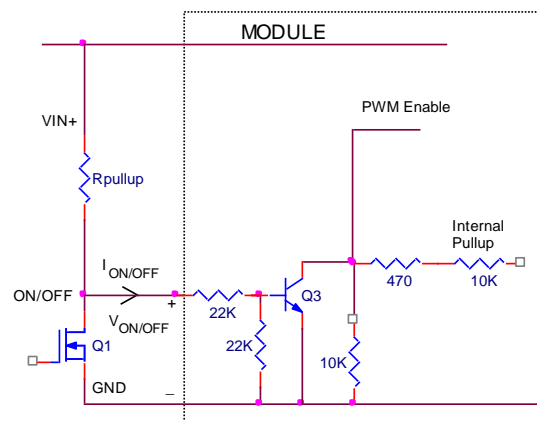 MODULE
PWM Enable
VIN+
Rpullup
Internal
Pullup
I ON/OFF
ON/OFF
+
22K
Q3
470
10K
V ON/OFF
Q1
22K
10K
GND
_